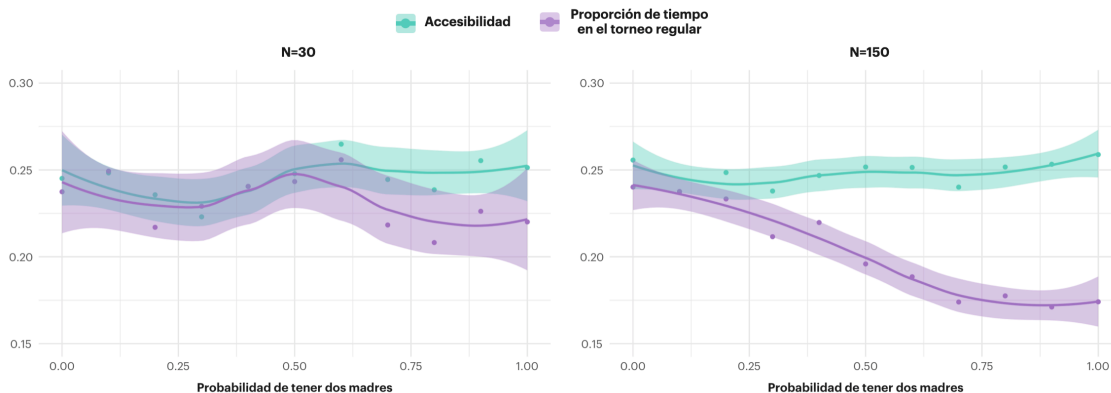 Accesibilidad
Proporción de tiempo
en el torneo regular
N=30
N=150
0.30
0.25
0.20
0.15
0.00
0.25
0.50
0.75
1.00
Probabilidad de tener dos madres
0.30
0.25
0.20
0.15
0.00
0.25
0.50
0.75
1.00
Probabilidad de tener dos madres